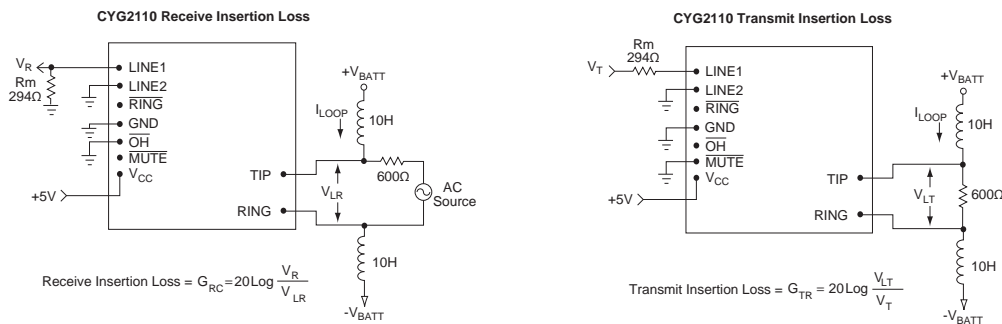 CYG2110 Receive Insertion Loss
V_R
Rm
294Ω
LINE1
LINE2
RING
GND
OH
MUTE
V_CC
+5V
TIP
RING
+V_BATT
I_LOOP
10H
600Ω
V_LR
AC
Source
10H
-V_BATT
Receive Insertion Loss = G_RC = 20Log V_R / V_LR
CYG2110 Transmit Insertion Loss
V_T
Rm
294Ω
LINE1
LINE2
RING
GND
OH
MUTE
V_CC
+5V
TIP
RING
+V_BATT
I_LOOP
10H
V_LT
600Ω
10H
-V_BATT
Transmit Insertion Loss = G_TR = 20Log V_LT / V_T